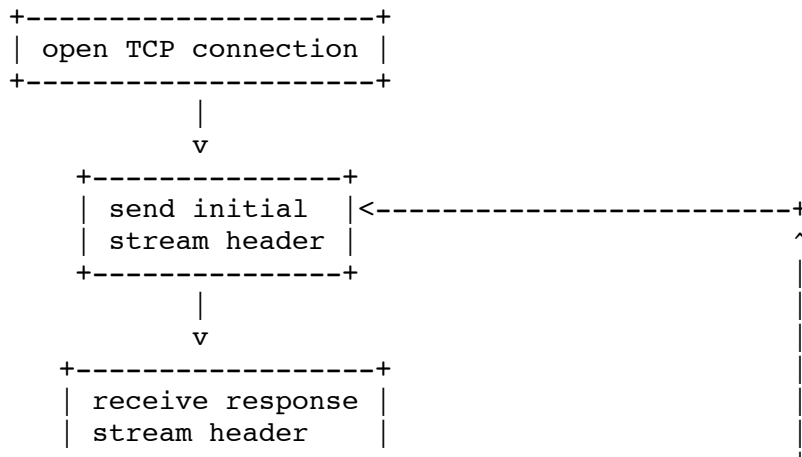 open TCP connection
send initial
stream header
receive response
stream header